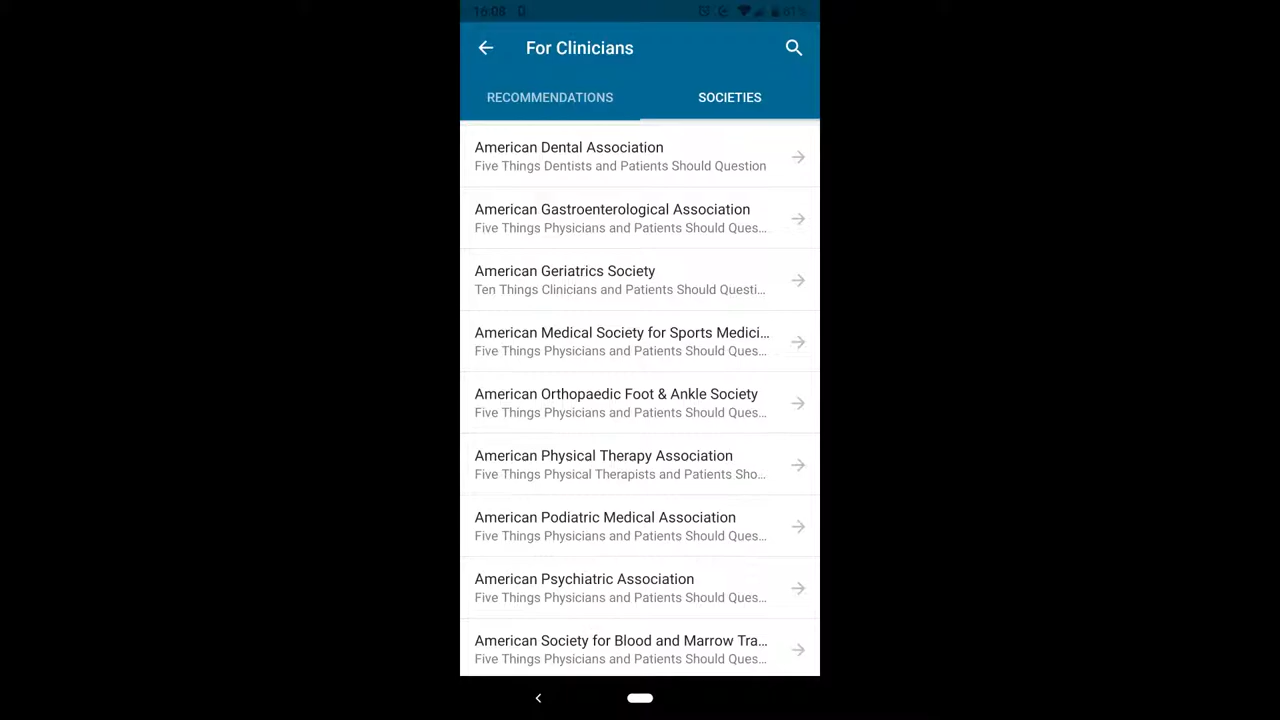 16:08
81%
For Clinicians
RECOMMENDATIONS
SOCIETIES
American Dental Association
Five Things Dentists and Patients Should Question
American Gastroenterological Association
Five Things Physicians and Patients Should Ques...
American Geriatrics Society
Ten Things Clinicians and Patients Should Questi...
American Medical Society for Sports Medici...
Five Things Physicians and Patients Should Ques...
American Orthopaedic Foot & Ankle Society
Five Things Physicians and Patients Should Ques...
American Physical Therapy Association
Five Things Physical Therapists and Patients Sho...
American Podiatric Medical Association
Five Things Physicians and Patients Should Ques...
American Psychiatric Association
Five Things Physicians and Patients Should Ques...
American Society for Blood and Marrow Tra...
Five Things Physicians and Patients Should Ques...